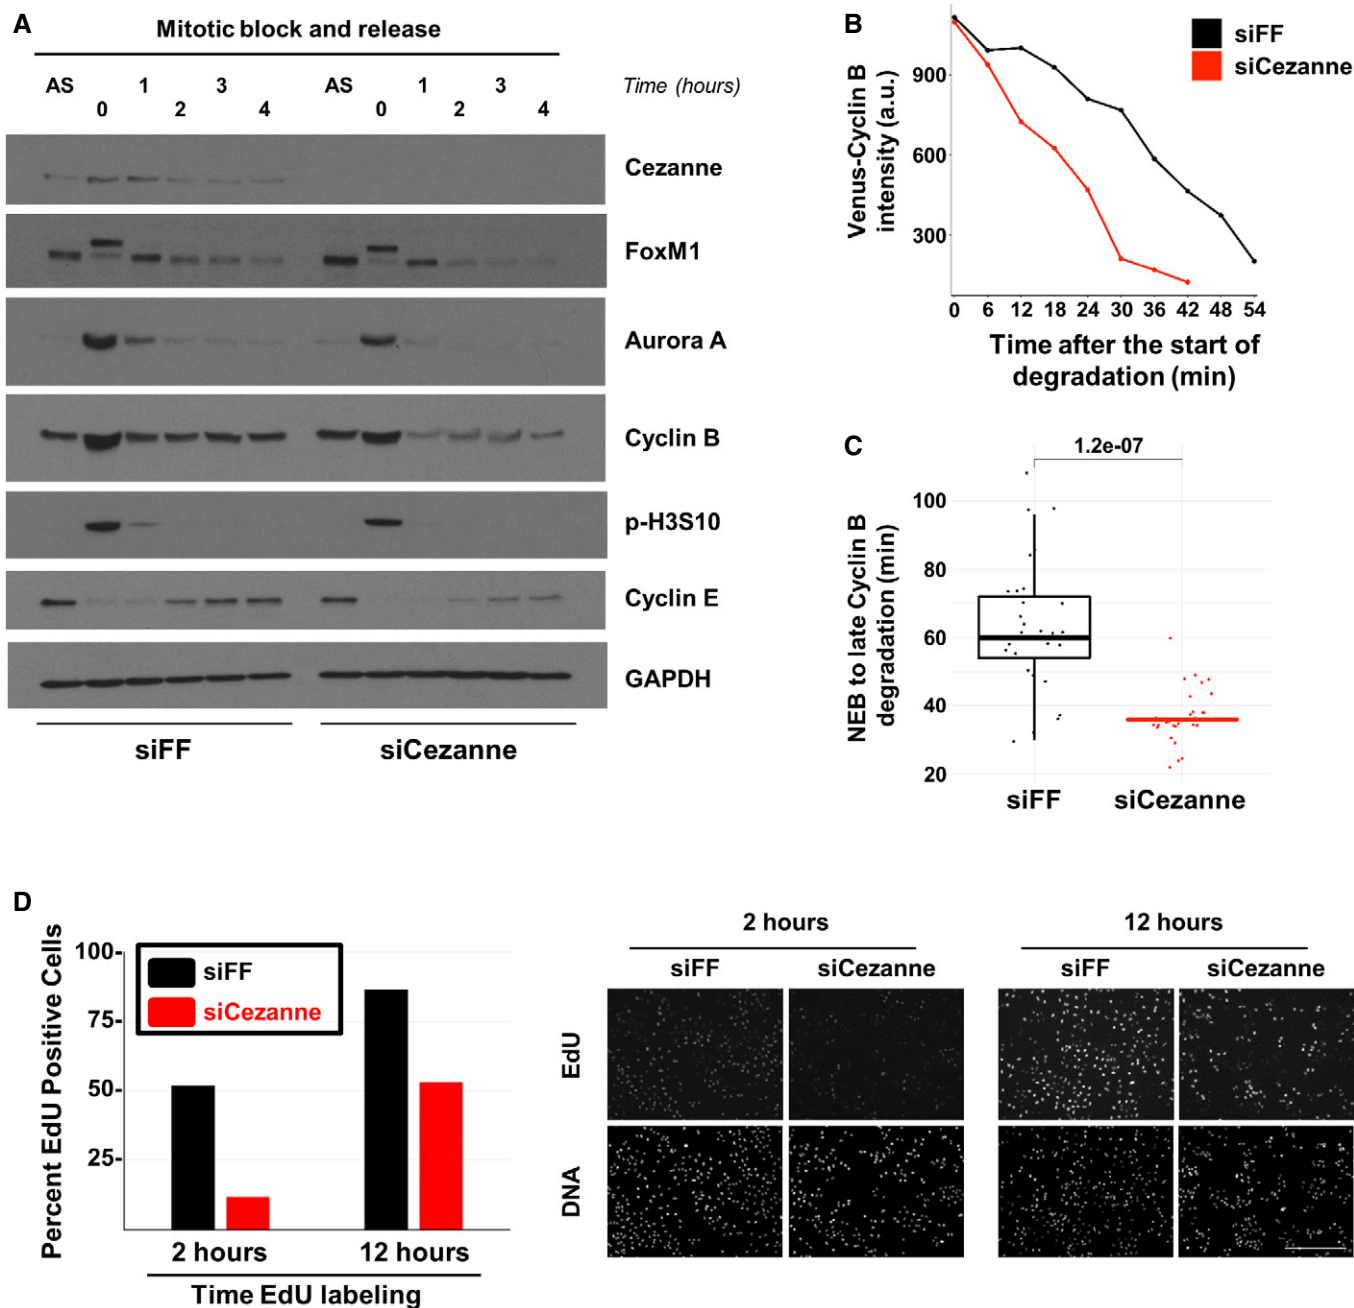 A
Mitotic block and release
AS 1 3 AS 1 3
Time (hours)
0 2 4 0 2 4
Cezanne
FoxM1
Aurora A
Cyclin B
p-H3S10
Cyclin E
GAPDH
siFF siCezanne
B
siFF
siCezanne
Venus-Cyclin B
intensity (a.u.)
900
600
300
0 6 12 18 24 30 36 42 48 54
Time after the start of
degradation (min)
C
1.2e-07
NEB to late Cyclin B
degradation (min)
100
80
60
40
20
siFF siCezanne
D
Percent EdU Positive Cells
100-
75-
50-
25-
siFF
siCezanne
2 hours 12 hours
Time EdU labeling
2 hours 12 hours
siFF siCezanne siFF siCezanne
EdU
DNA